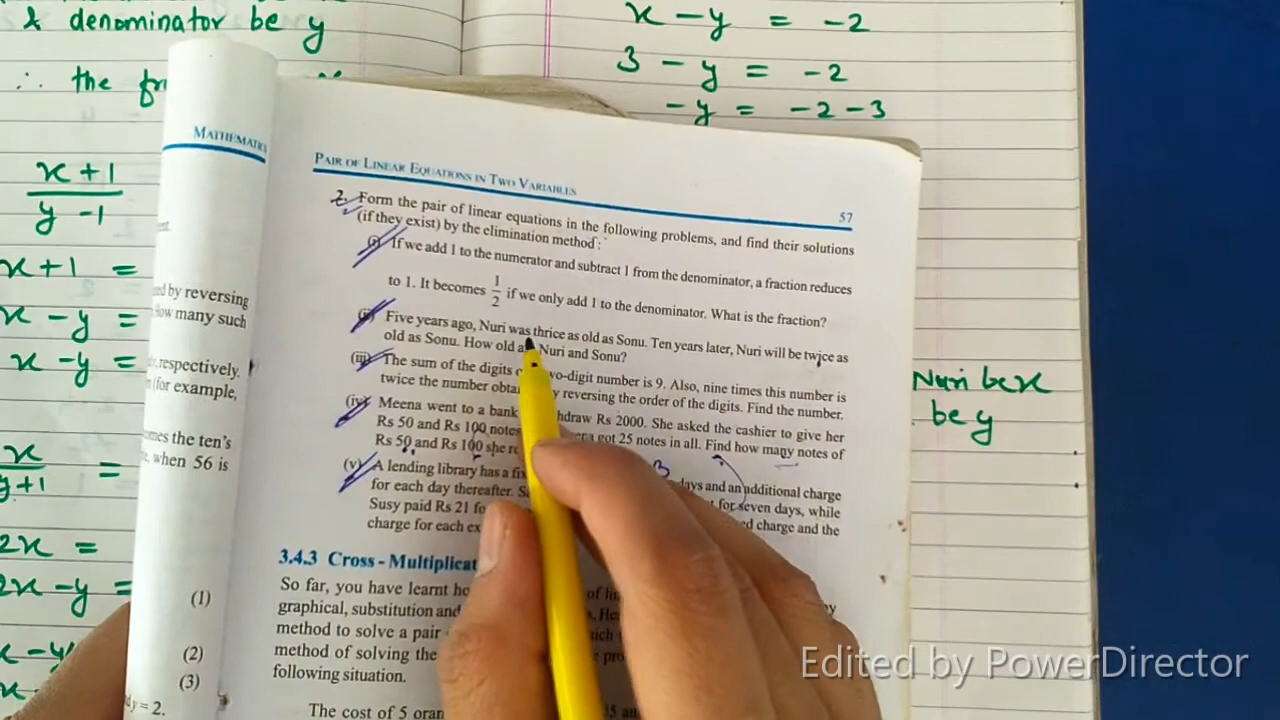 & denominator be y
∴ the
x + 1
y - 1
x + 1 =
x - y =
x - y =
x
y + 1
=
2x =
2x - y =
x - y = -2
3 - y = -2
-y = -2 - 3
MATHEMATI
ed by reversing
How many such
respectively.
(for example,
mes the ten's
when 56 is
(1)
(2)
(3)
y = 2.
PAIR OF LINEAR EQUATIONS IN TWO VARIABLES
57
2. Form the pair of linear equations in the following problems, and find their solutions
(if they exist) by the elimination method :
(i) If we add 1 to the numerator and subtract 1 from the denominator, a fraction reduces
to 1. It becomes 1/2 if we only add 1 to the denominator. What is the fraction?
(ii) Five years ago, Nuri was thrice as old as Sonu. Ten years later, Nuri will be twice as
old as Sonu. How old Nuri and Sonu?
(iii) The sum of the digits two-digit number is 9. Also, nine times this number is
twice the number by reversing the order of the digits. Find the number.
(iv) Meena went to a bank Rs 2000. She asked the cashier to give her
Rs 50 and Rs 100 notes got 25 notes in all. Find how many notes of
Rs 50 and Rs 100 she
(v) A lending library has a days and an additional charge
for each day thereafter. for seven days, while
Susy paid Rs 21 charge and the
charge for each
3.4.3 Cross - Multiplicat
So far, you have learnt of
graphical, substitution and
method to solve a pair
method of solving the
following situation.
The cost of 5
Nuri be x
be y
Edited by PowerDirector